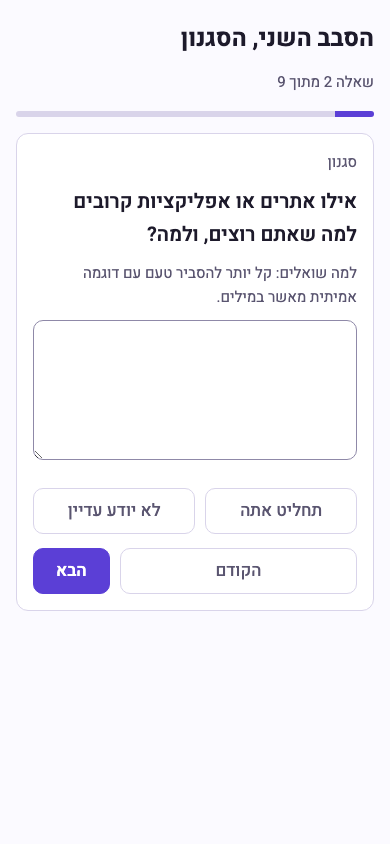 הסבב השני, הסגנון
שאלה 2 מתוך 9
סגנון
אילו אתרים או אפליקציות קרובים
למה שאתם רוצים, ולמה?
למה שואלים: קל יותר להסביר טעם עם דוגמה
אמיתית מאשר במילים.
תחליט אתה
לא יודע עדיין
הקודם
הבא